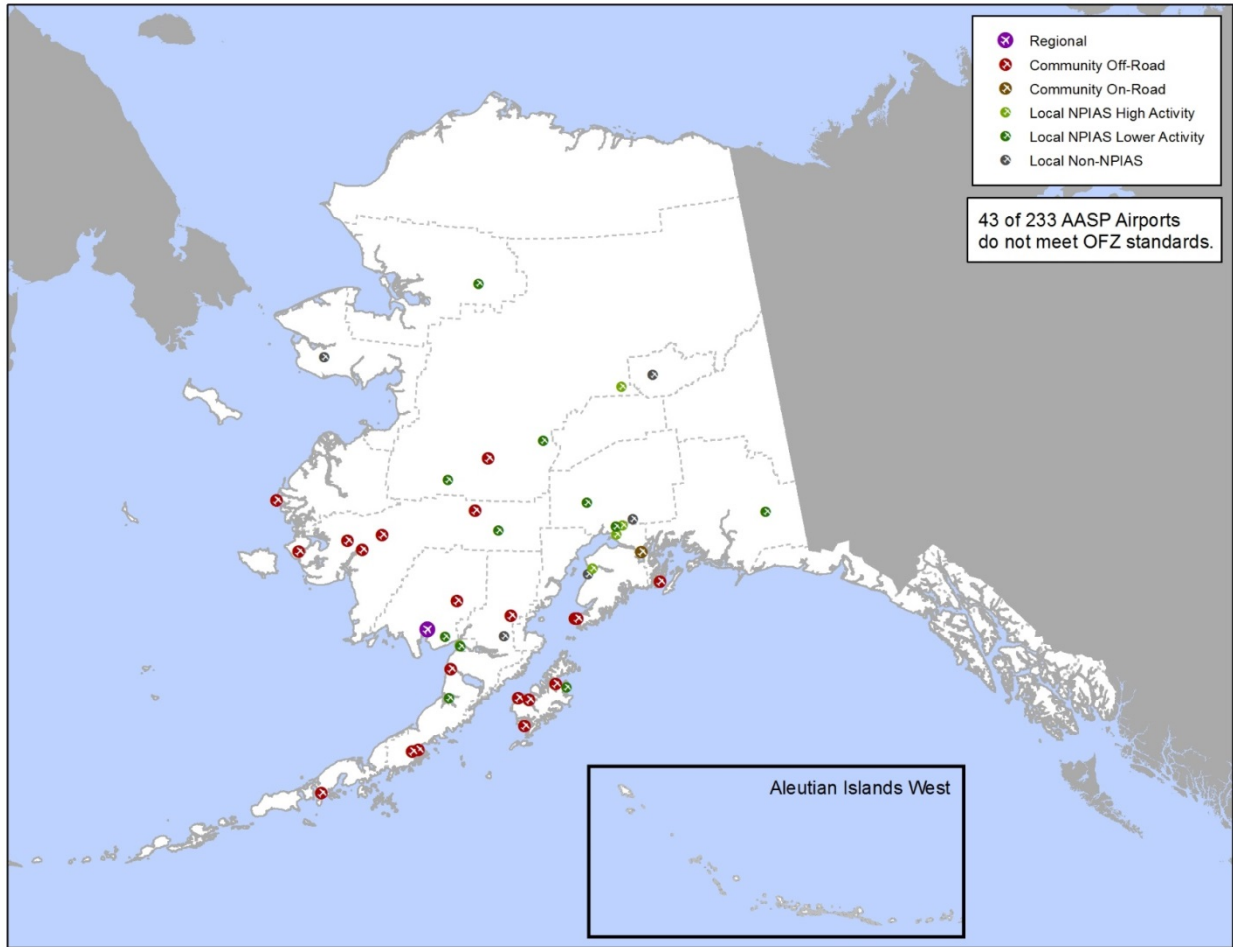 Regional
Community Off-Road
Community On-Road
Local NPIAS High Activity
Local NPIAS Lower Activity
Local Non-NPIAS
43 of 233 AASP Airports
do not meet OFZ standards.
Aleutian Islands West